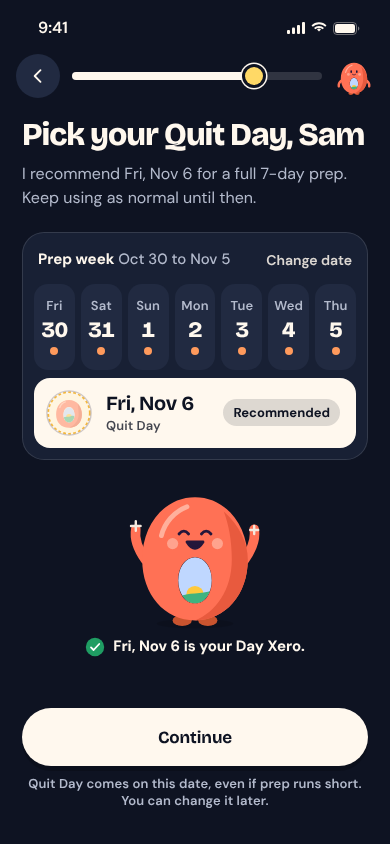 9:41
Pick your Quit Day, Sam
I recommend Fri, Nov 6 for a full 7-day prep.
Keep using as normal until then.
Prep week Oct 30 to Nov 5
Change date
Fri Sat Sun Mon Tue Wed Thu
30 31 1 2 3 4 5
Fri, Nov 6
Quit Day
Recommended
Fri, Nov 6 is your Day Xero.
Continue
Quit Day comes on this date, even if prep runs short.
You can change it later.